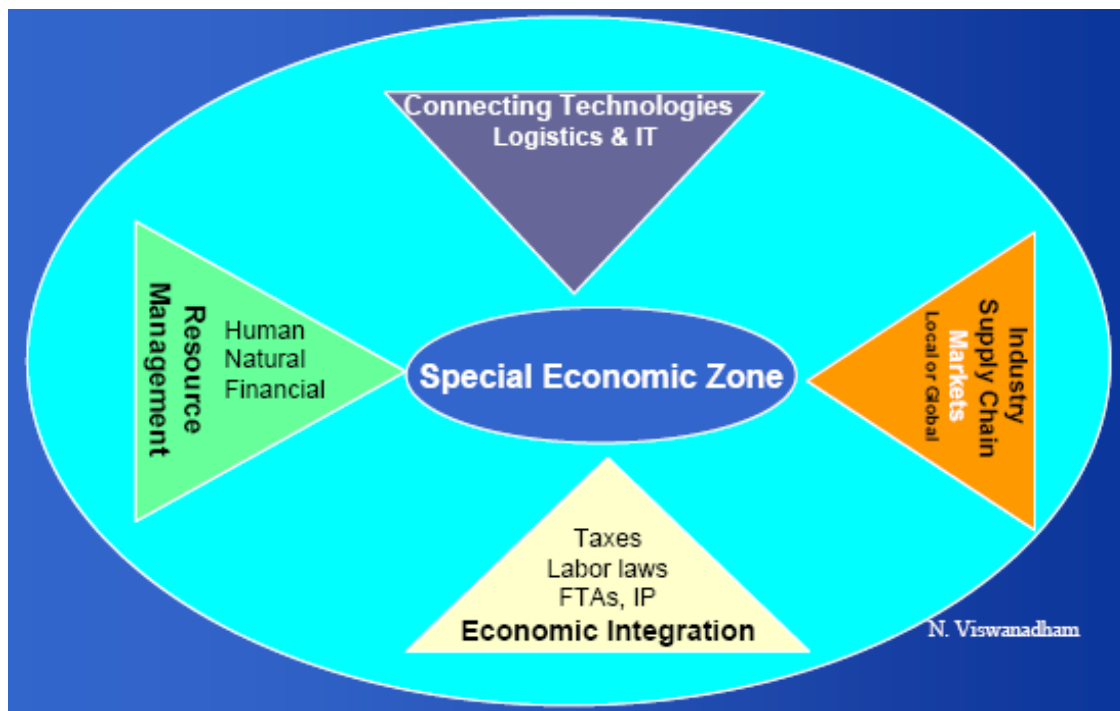 Connecting Technologies
Logistics & IT
Resource
Management
Human
Natural
Financial
Special Economic Zone
Industry
Supply Chain
Markets
Local or Global
Taxes
Labor laws
FTAs, IP
Economic Integration
N. Viswanadham